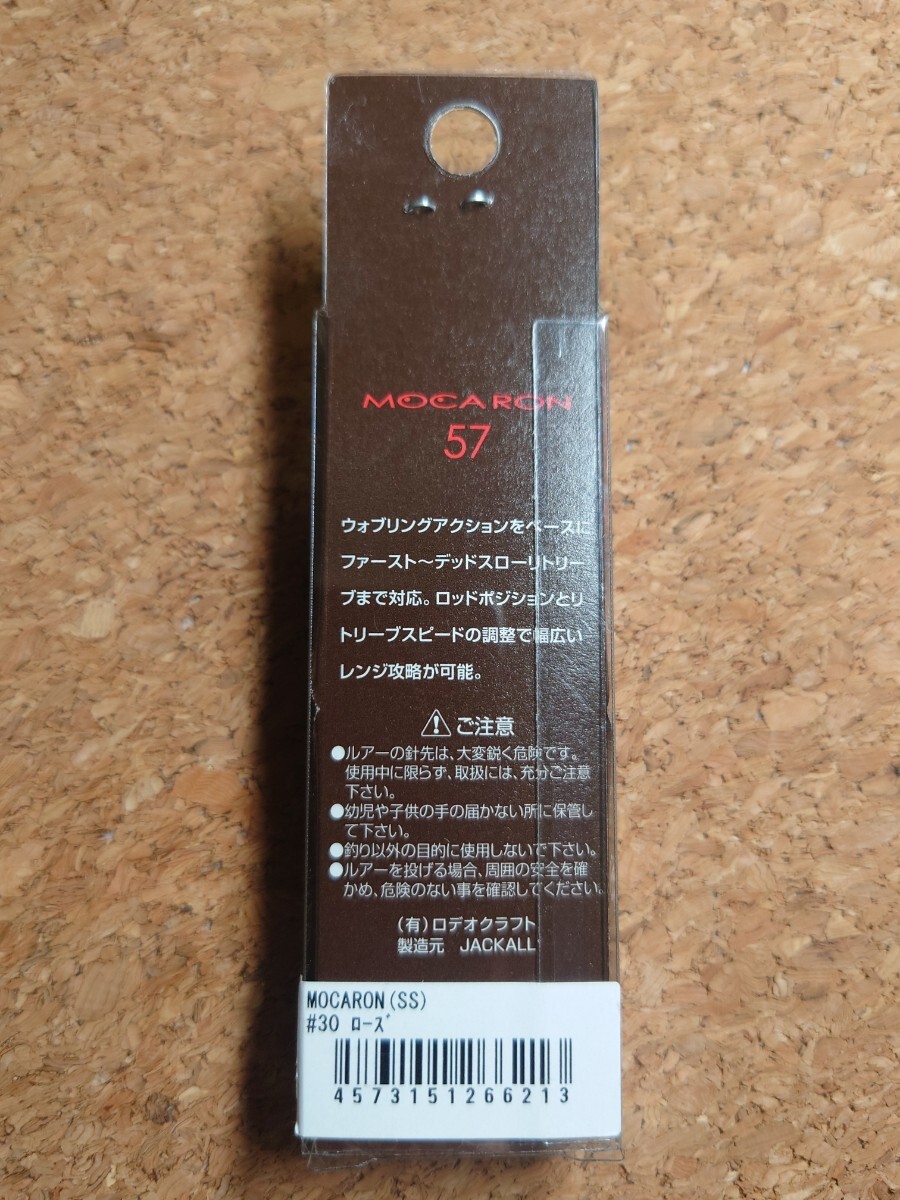 MOCARON
57
ウォブリングアクションをベースに
ファースト～デッドスローリトリー
ブまで対応。ロッドポジションとリ
トリーブスピードの調整で幅広い
レンジ攻略が可能。
ご注意
●ルアーの針先は、大変鋭く危険です。
使用中に限らず、取扱には、充分ご注意
下さい。
●幼児や子供の手の届かない所に保管し
て下さい。
●釣り以外の目的に使用しないで下さい。
●ルアーを投げる場合、周囲の安全を確
かめ、危険のない事を確認してください。
(有)ロデオクラフト
製造元 JACKALL
MOCARON(SS)
#30 ﾛｰｽﾞ
4573151266213